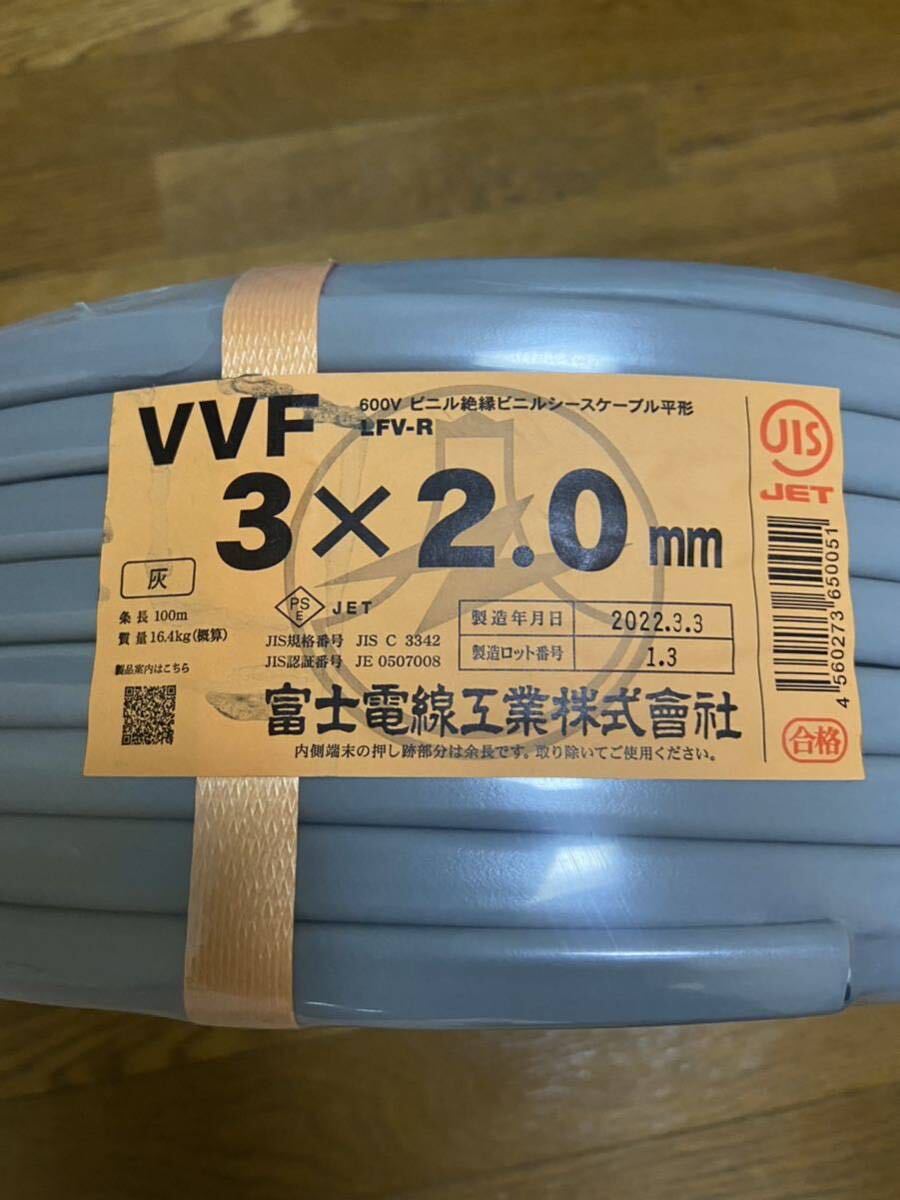 VVF
600V ビニル絶縁ビニルシースケーブル平形
LFV-R
3×2.0mm
灰
条長 100m
質量 16.4kg(概算)
製品案内はこちら
PS
E
JET
JIS規格番号 JIS C 3342
JIS認証番号 JE 0507008
製造年月日 2022.3.3
製造ロット番号 1.3
富士電線工業株式會社
内側端末の押し跡部分は余長です。取り除いてご使用ください。
JIS
JET
4560273650051
合格